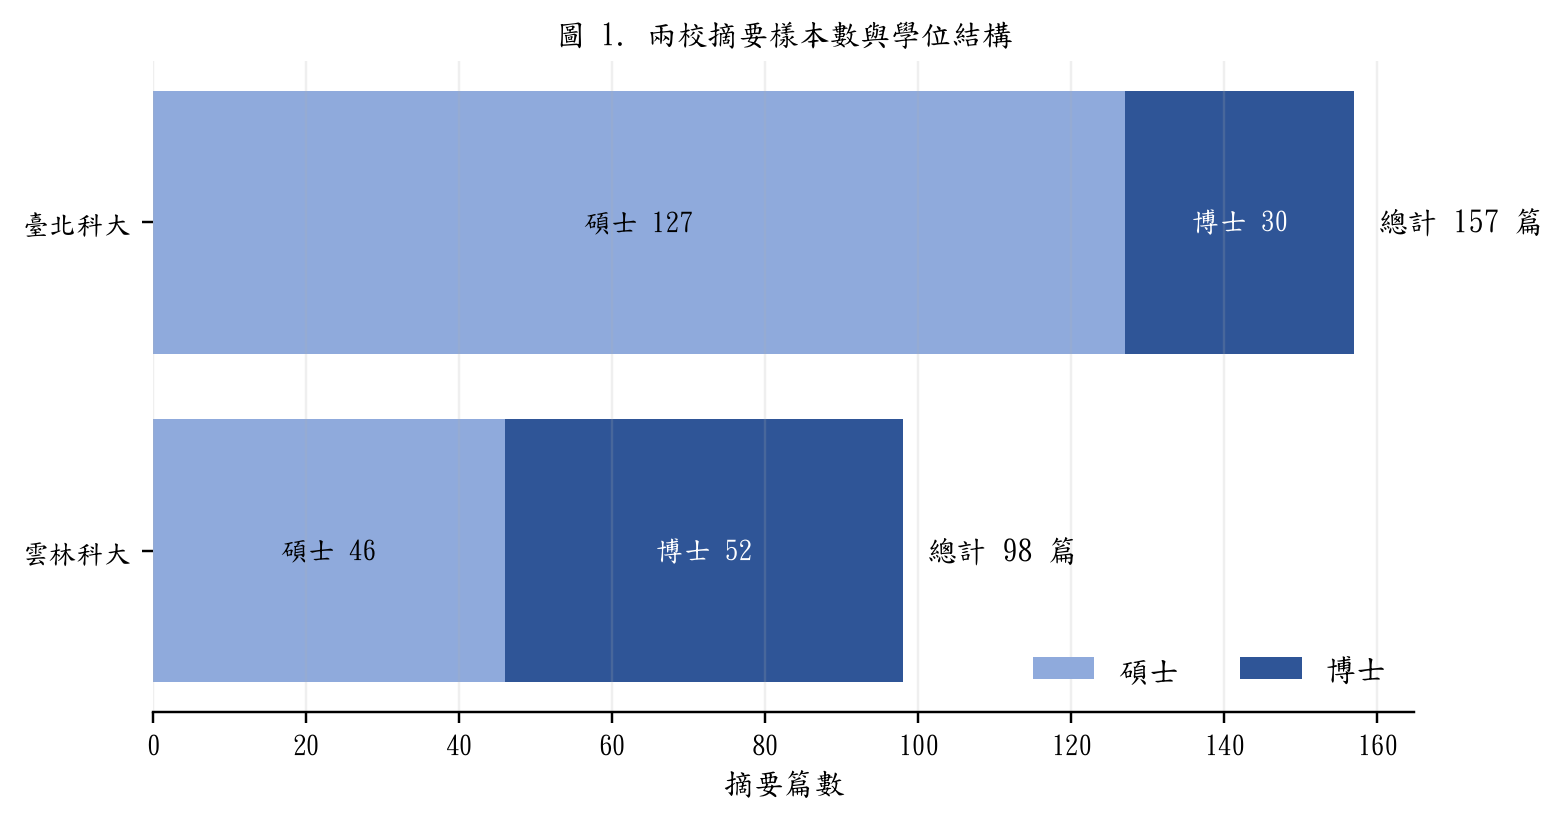 圖 1. 兩校摘要樣本數與學位結構
臺北科大
碩士 127
博士 30
總計 157 篇
雲林科大
碩士 46
博士 52
總計 98 篇
碩士
博士
0 20 40 60 80 100 120 140 160
摘要篇數